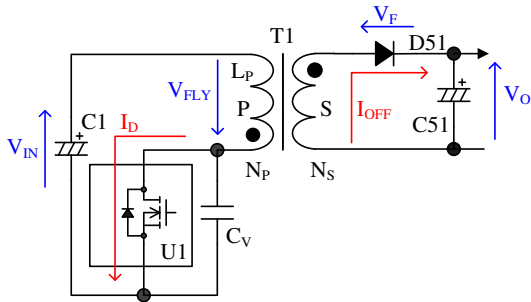 T1
V_F
D51
L_P
V_FLY
P
S
I_OFF
C51
V_O
C1
+
+
V_IN
I_D
N_P
N_S
U1
C_V